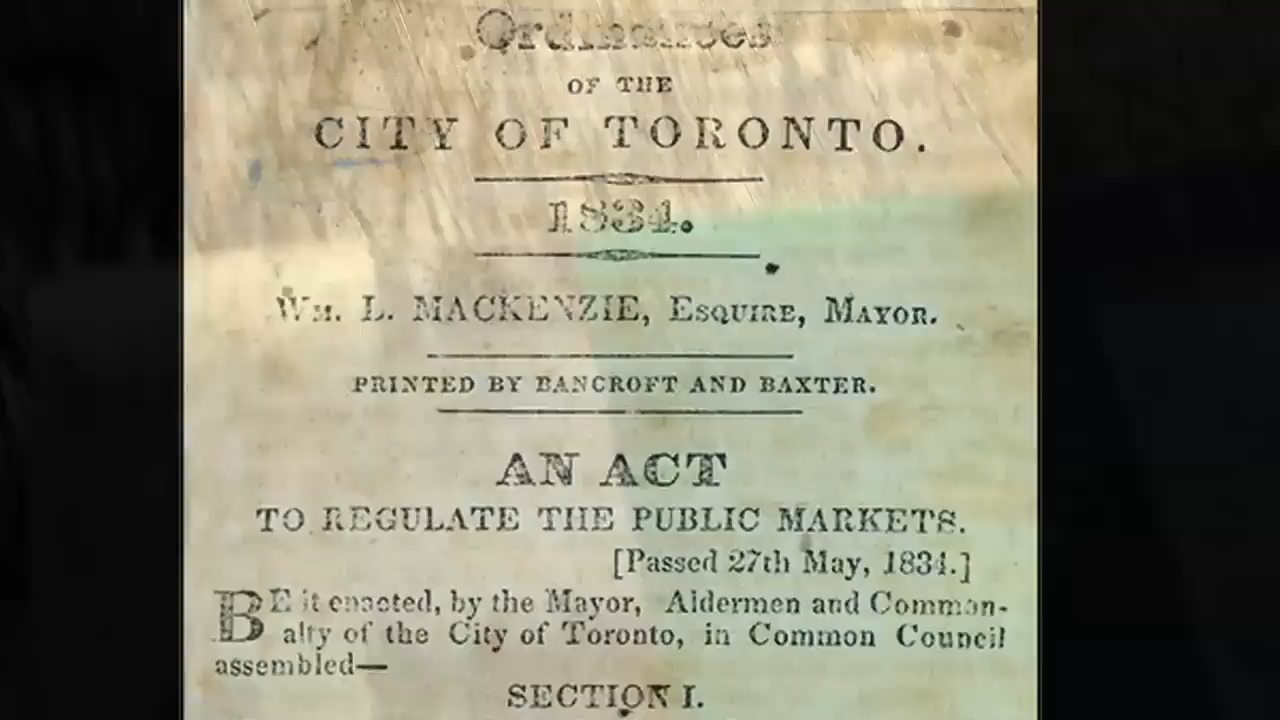 Ordinances
OF THE
CITY OF TORONTO.
1834.
Wm. L. MACKENZIE, Esquire, Mayor.
PRINTED BY BANCROFT AND BAXTER.
AN ACT
TO REGULATE THE PUBLIC MARKETS.
[Passed 27th May, 1834.]
BE it enacted, by the Mayor, Aldermen and Common-
alty of the City of Toronto, in Common Council
assembled—
SECTION I.